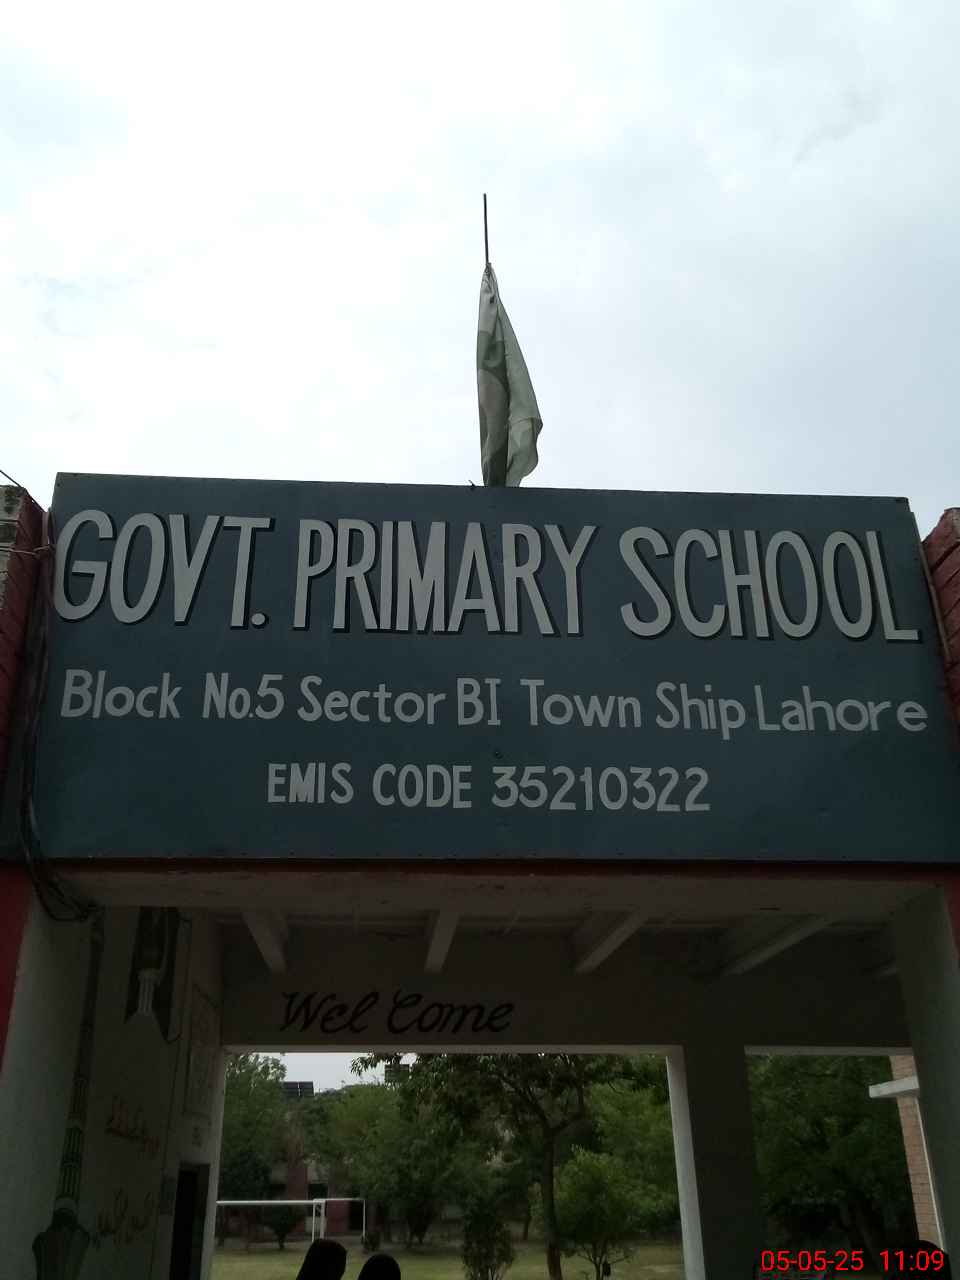 GOVT. PRIMARY SCHOOL
Block No.5 Sector BI Town Ship Lahore
EMIS CODE 35210322
Wel Come
05-05-25 11:09